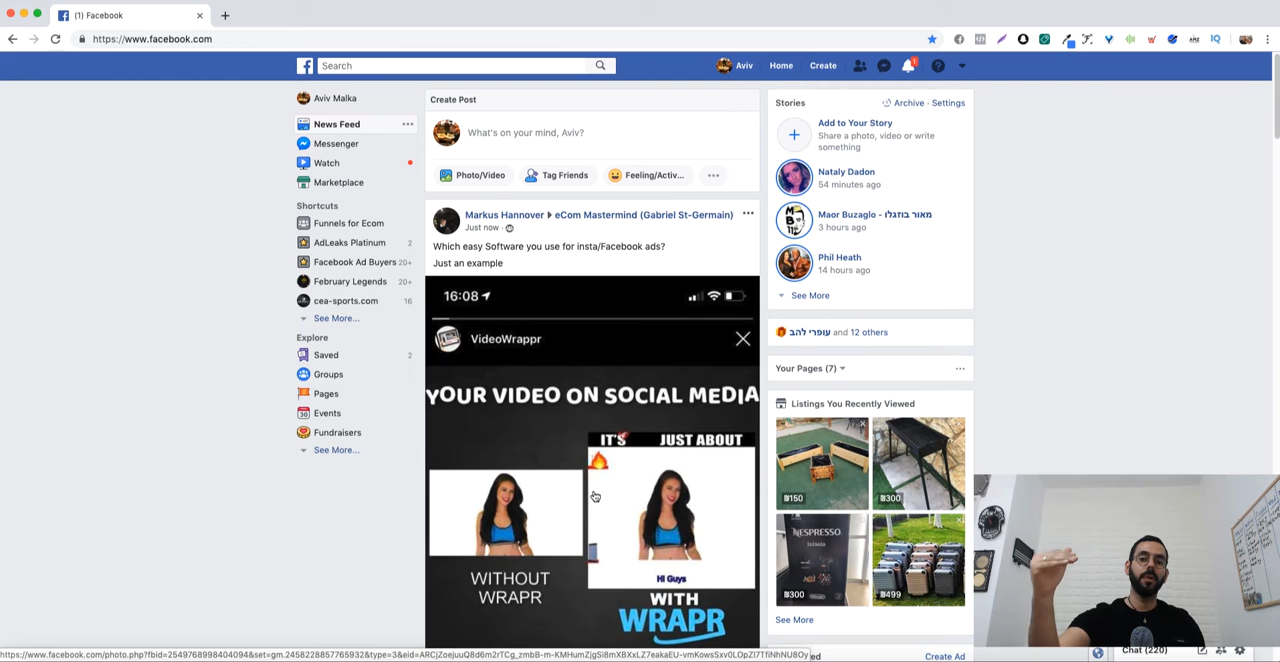 (1) Facebook
https://www.facebook.com
Search
Aviv
Home
Create
1
Aviv Malka
News Feed
Messenger
Watch
Marketplace
Shortcuts
Funnels for Ecom
AdLeaks Platinum 2
Facebook Ad Buyers 20+
February Legends 20+
cea-sports.com 16
See More...
Explore
Saved 2
Groups
Pages
Events
Fundraisers
See More...
Create Post
What's on your mind, Aviv?
Photo/Video
Tag Friends
Feeling/Activ...
Markus Hannover ▶ eCom Mastermind (Gabriel St-Germain)
Just now ·
Which easy Software you use for insta/Facebook ads?
Just an example
16:08
VideoWrappr
YOUR VIDEO ON SOCIAL MEDIA
IT'S JUST ABOUT
Hi Guys
WITHOUT
WRAPR
WITH
WRAPR
Stories
Archive · Settings
Add to Your Story
Share a photo, video or write
something
Nataly Dadon
54 minutes ago
Maor Buzaglo - מאור בוזגלו
3 hours ago
Phil Heath
14 hours ago
See More
עופרי להב and 12 others
Your Pages (7)
Listings You Recently Viewed
₪150
₪300
NESPRESSO
₪300
₪499
See More
Create Ad
Chat (220)